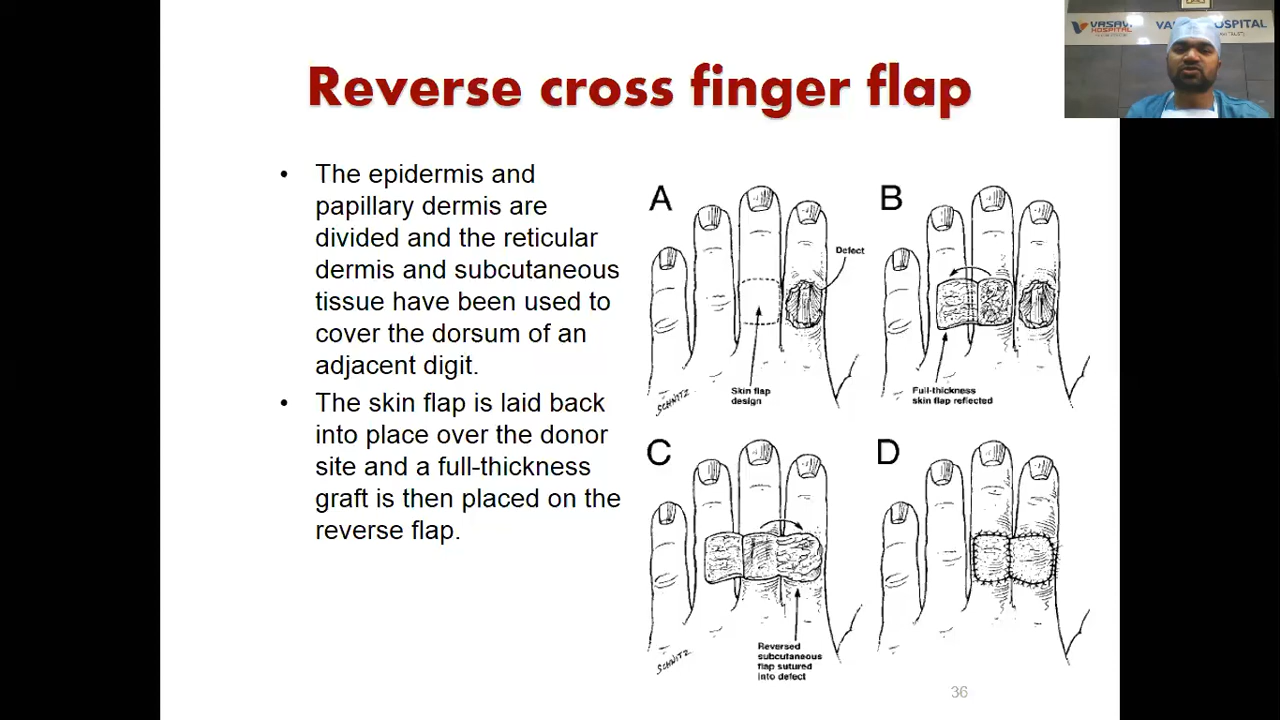 VASAVI
HOSPITAL
HOSPITAL
Reverse cross finger flap
• The epidermis and
papillary dermis are
divided and the reticular
dermis and subcutaneous
tissue have been used to
cover the dorsum of an
adjacent digit.
• The skin flap is laid back
into place over the donor
site and a full-thickness
graft is then placed on the
reverse flap.
A
Defect
Skin flap
design
SCHNITZ
B
Full-thickness
skin flap reflected
C
Reversed
subcutaneous
flap sutured
into defect
SCHNITZ
D
36